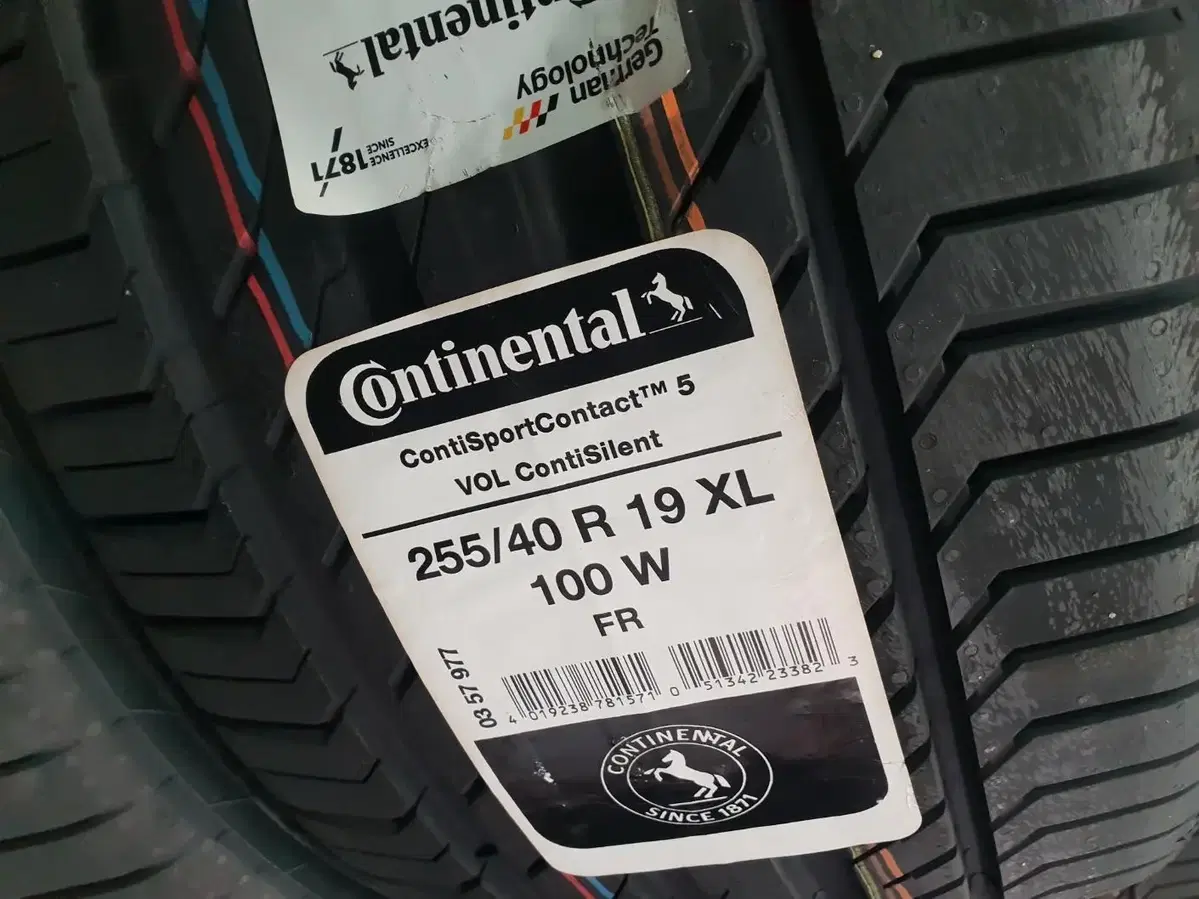 Continental
German
Technology
EXCELLENCE
SINCE 1871
Continental
ContiSportContact™ 5
VOL ContiSilent
255/40 R 19 XL
100 W
FR
03 57 977
4 019238 781571
0 51342 23382 3
CONTINENTAL
SINCE 1871